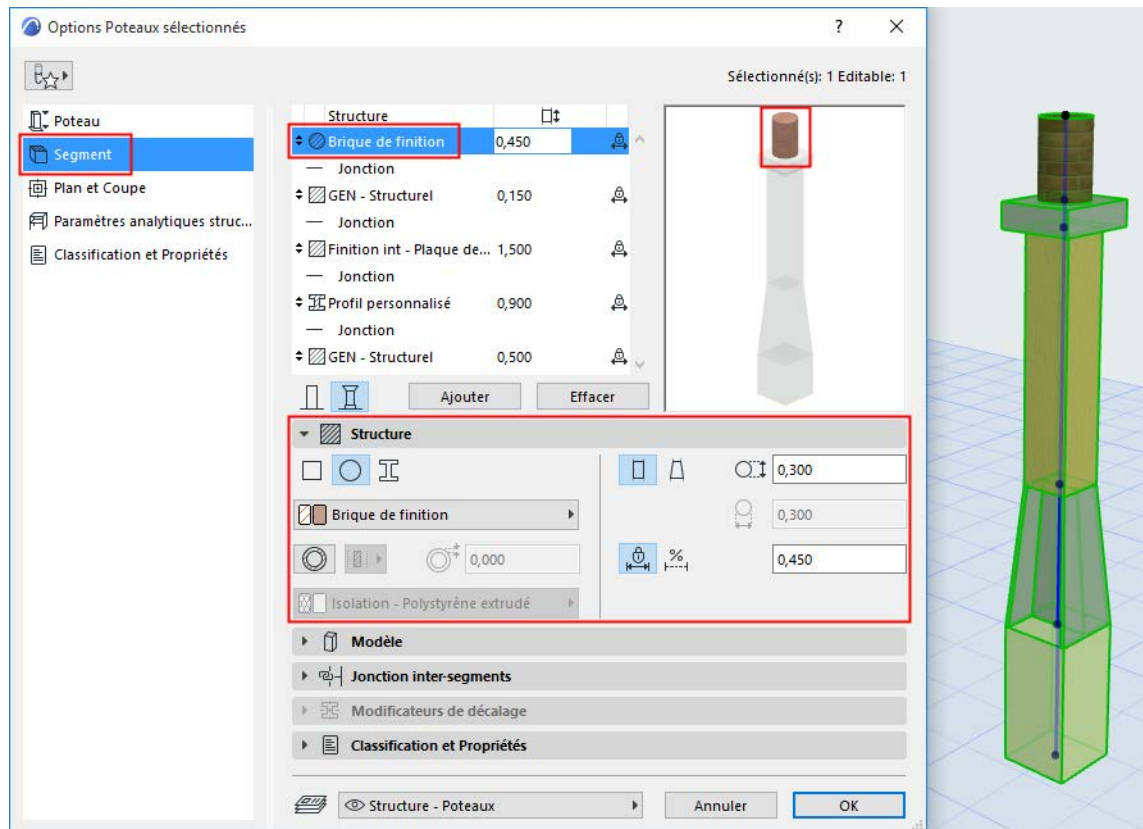 Options Poteaux sélectionnés
?
Sélectionné(s): 1 Editable: 1
Poteau
Segment
Plan et Coupe
Paramètres analytiques struc...
Classification et Propriétés
Structure
Brique de finition 0,450
Jonction
GEN - Structurel 0,150
Jonction
Finition int - Plaque de... 1,500
Jonction
Profil personnalisé 0,900
Jonction
GEN - Structurel 0,500
Ajouter Effacer
Structure
0,300
Brique de finition 0,300
0,000 % 0,450
Isolation - Polystyrène extrudé
Modèle
Jonction inter-segments
Modificateurs de décalage
Classification et Propriétés
Structure - Poteaux Annuler OK